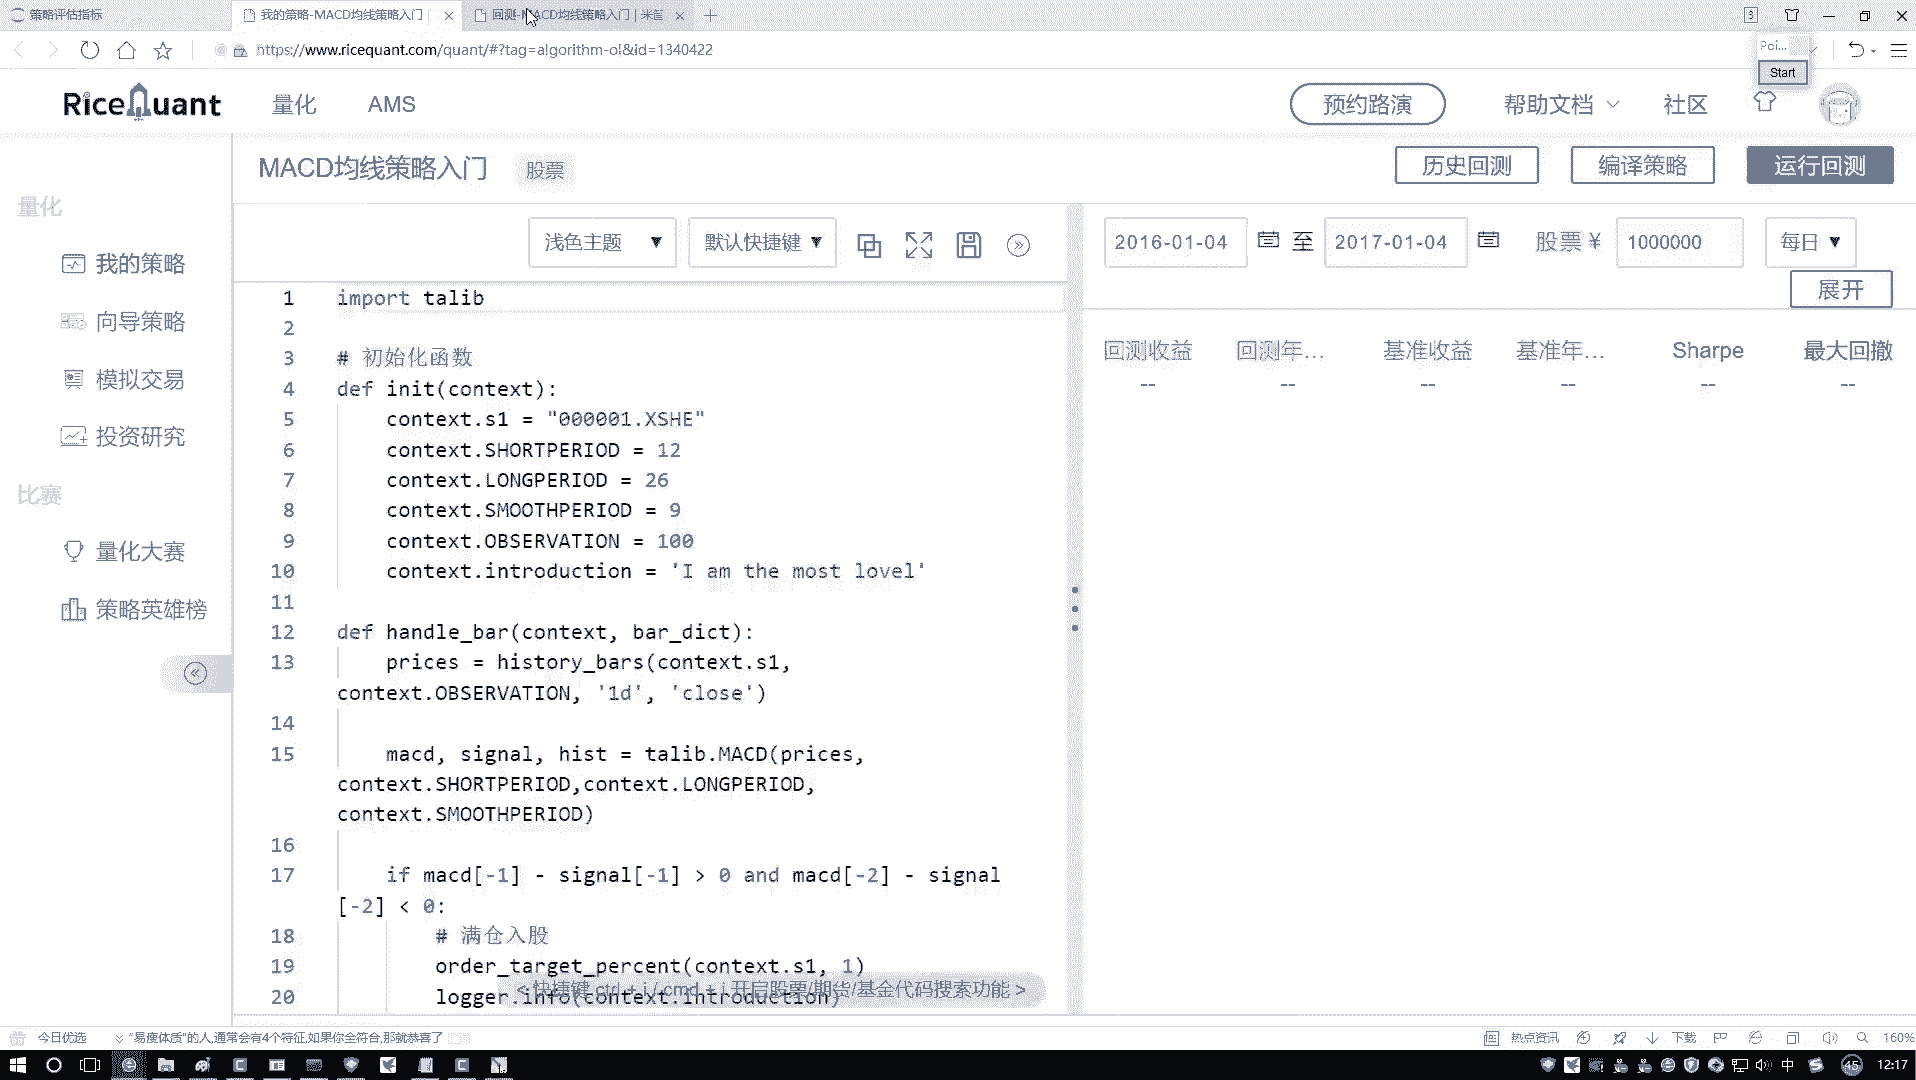 策略评估指标
我的策略-MACD均线策略入门
回测-MACD均线策略入门 | 米筐
3
https://www.ricequant.com/quant/#?tag=algorithm-ol&id=1340422
Poi...
Start
RiceQuant
量化
AMS
预约路演
帮助文档
社区
MACD均线策略入门
股票
历史回测
编译策略
运行回测
量化
我的策略
向导策略
模拟交易
投资研究
比赛
量化大赛
策略英雄榜
浅色主题
默认快捷键
2016-01-04
至
2017-01-04
股票 ¥
1000000
每日
展开
回测收益
回测年...
基准收益
基准年...
Sharpe
最大回撤
--
--
--
--
--
--
1 import talib
2
3 # 初始化函数
4 def init(context):
5 context.s1 = "000001.XSHE"
6 context.SHORTPERIOD = 12
7 context.LONGPERIOD = 26
8 context.SMOOTHPERIOD = 9
9 context.OBSERVATION = 100
10 context.introduction = 'I am the most lovel'
11
12 def handle_bar(context, bar_dict):
13 prices = history_bars(context.s1,
context.OBSERVATION, '1d', 'close')
14
15 macd, signal, hist = talib.MACD(prices,
context.SHORTPERIOD,context.LONGPERIOD,
context.SMOOTHPERIOD)
16
17 if macd[-1] - signal[-1] > 0 and macd[-2] - signal
[-2] < 0:
18 # 满仓入股
19 order_target_percent(context.s1, 1)
20 logger.info(context.introduction)
< 快捷键 ctrl + i / cmd + i 开启股票/期货/基金代码搜索功能 >
今日优选
“易瘦体质”的人,通常会有4个特征,如果你全符合,那就恭喜了
热点资讯
下载
160%
中
45
12:17